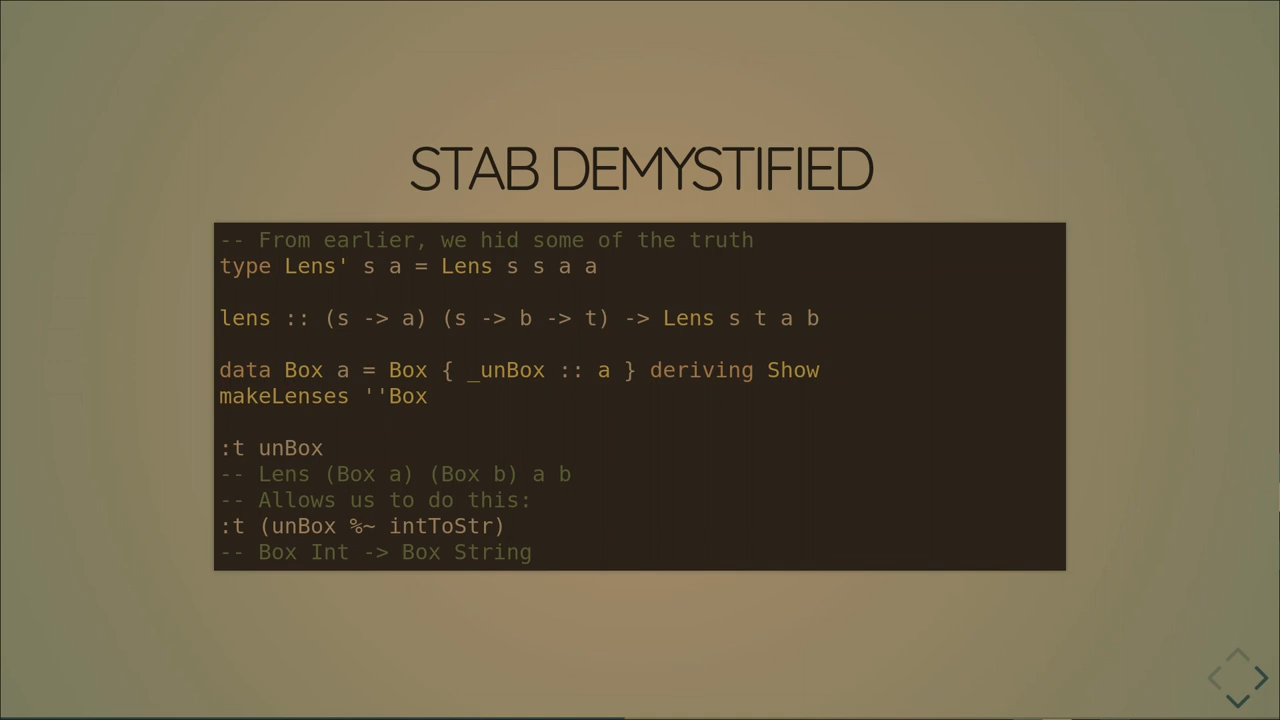 STAB DEMYSTIFIED
-- From earlier, we hid some of the truth
type Lens' s a = Lens s s a a
lens :: (s -> a) (s -> b -> t) -> Lens s t a b
data Box a = Box { _unBox :: a } deriving Show
makeLenses ''Box
:t unBox
-- Lens (Box a) (Box b) a b
-- Allows us to do this:
:t (unBox %~ intToStr)
-- Box Int -> Box String